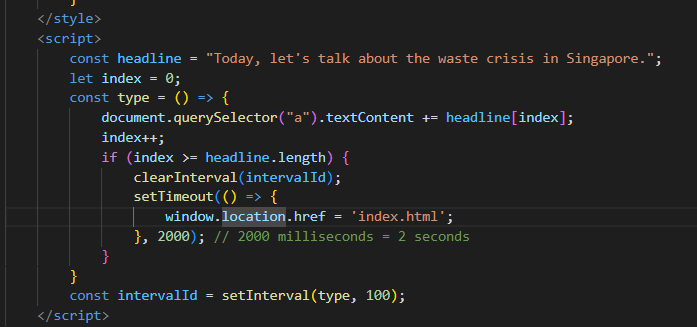 }
</style>
<script>
const headline = "Today, let's talk about the waste crisis in Singapore.";
let index = 0;
const type = () => {
document.querySelector("a").textContent += headline[index];
index++;
if (index >= headline.length) {
clearInterval(intervalId);
setTimeout(() => {
window.location.href = 'index.html';
}, 2000); // 2000 milliseconds = 2 seconds
}
}
const intervalId = setInterval(type, 100);
</script>